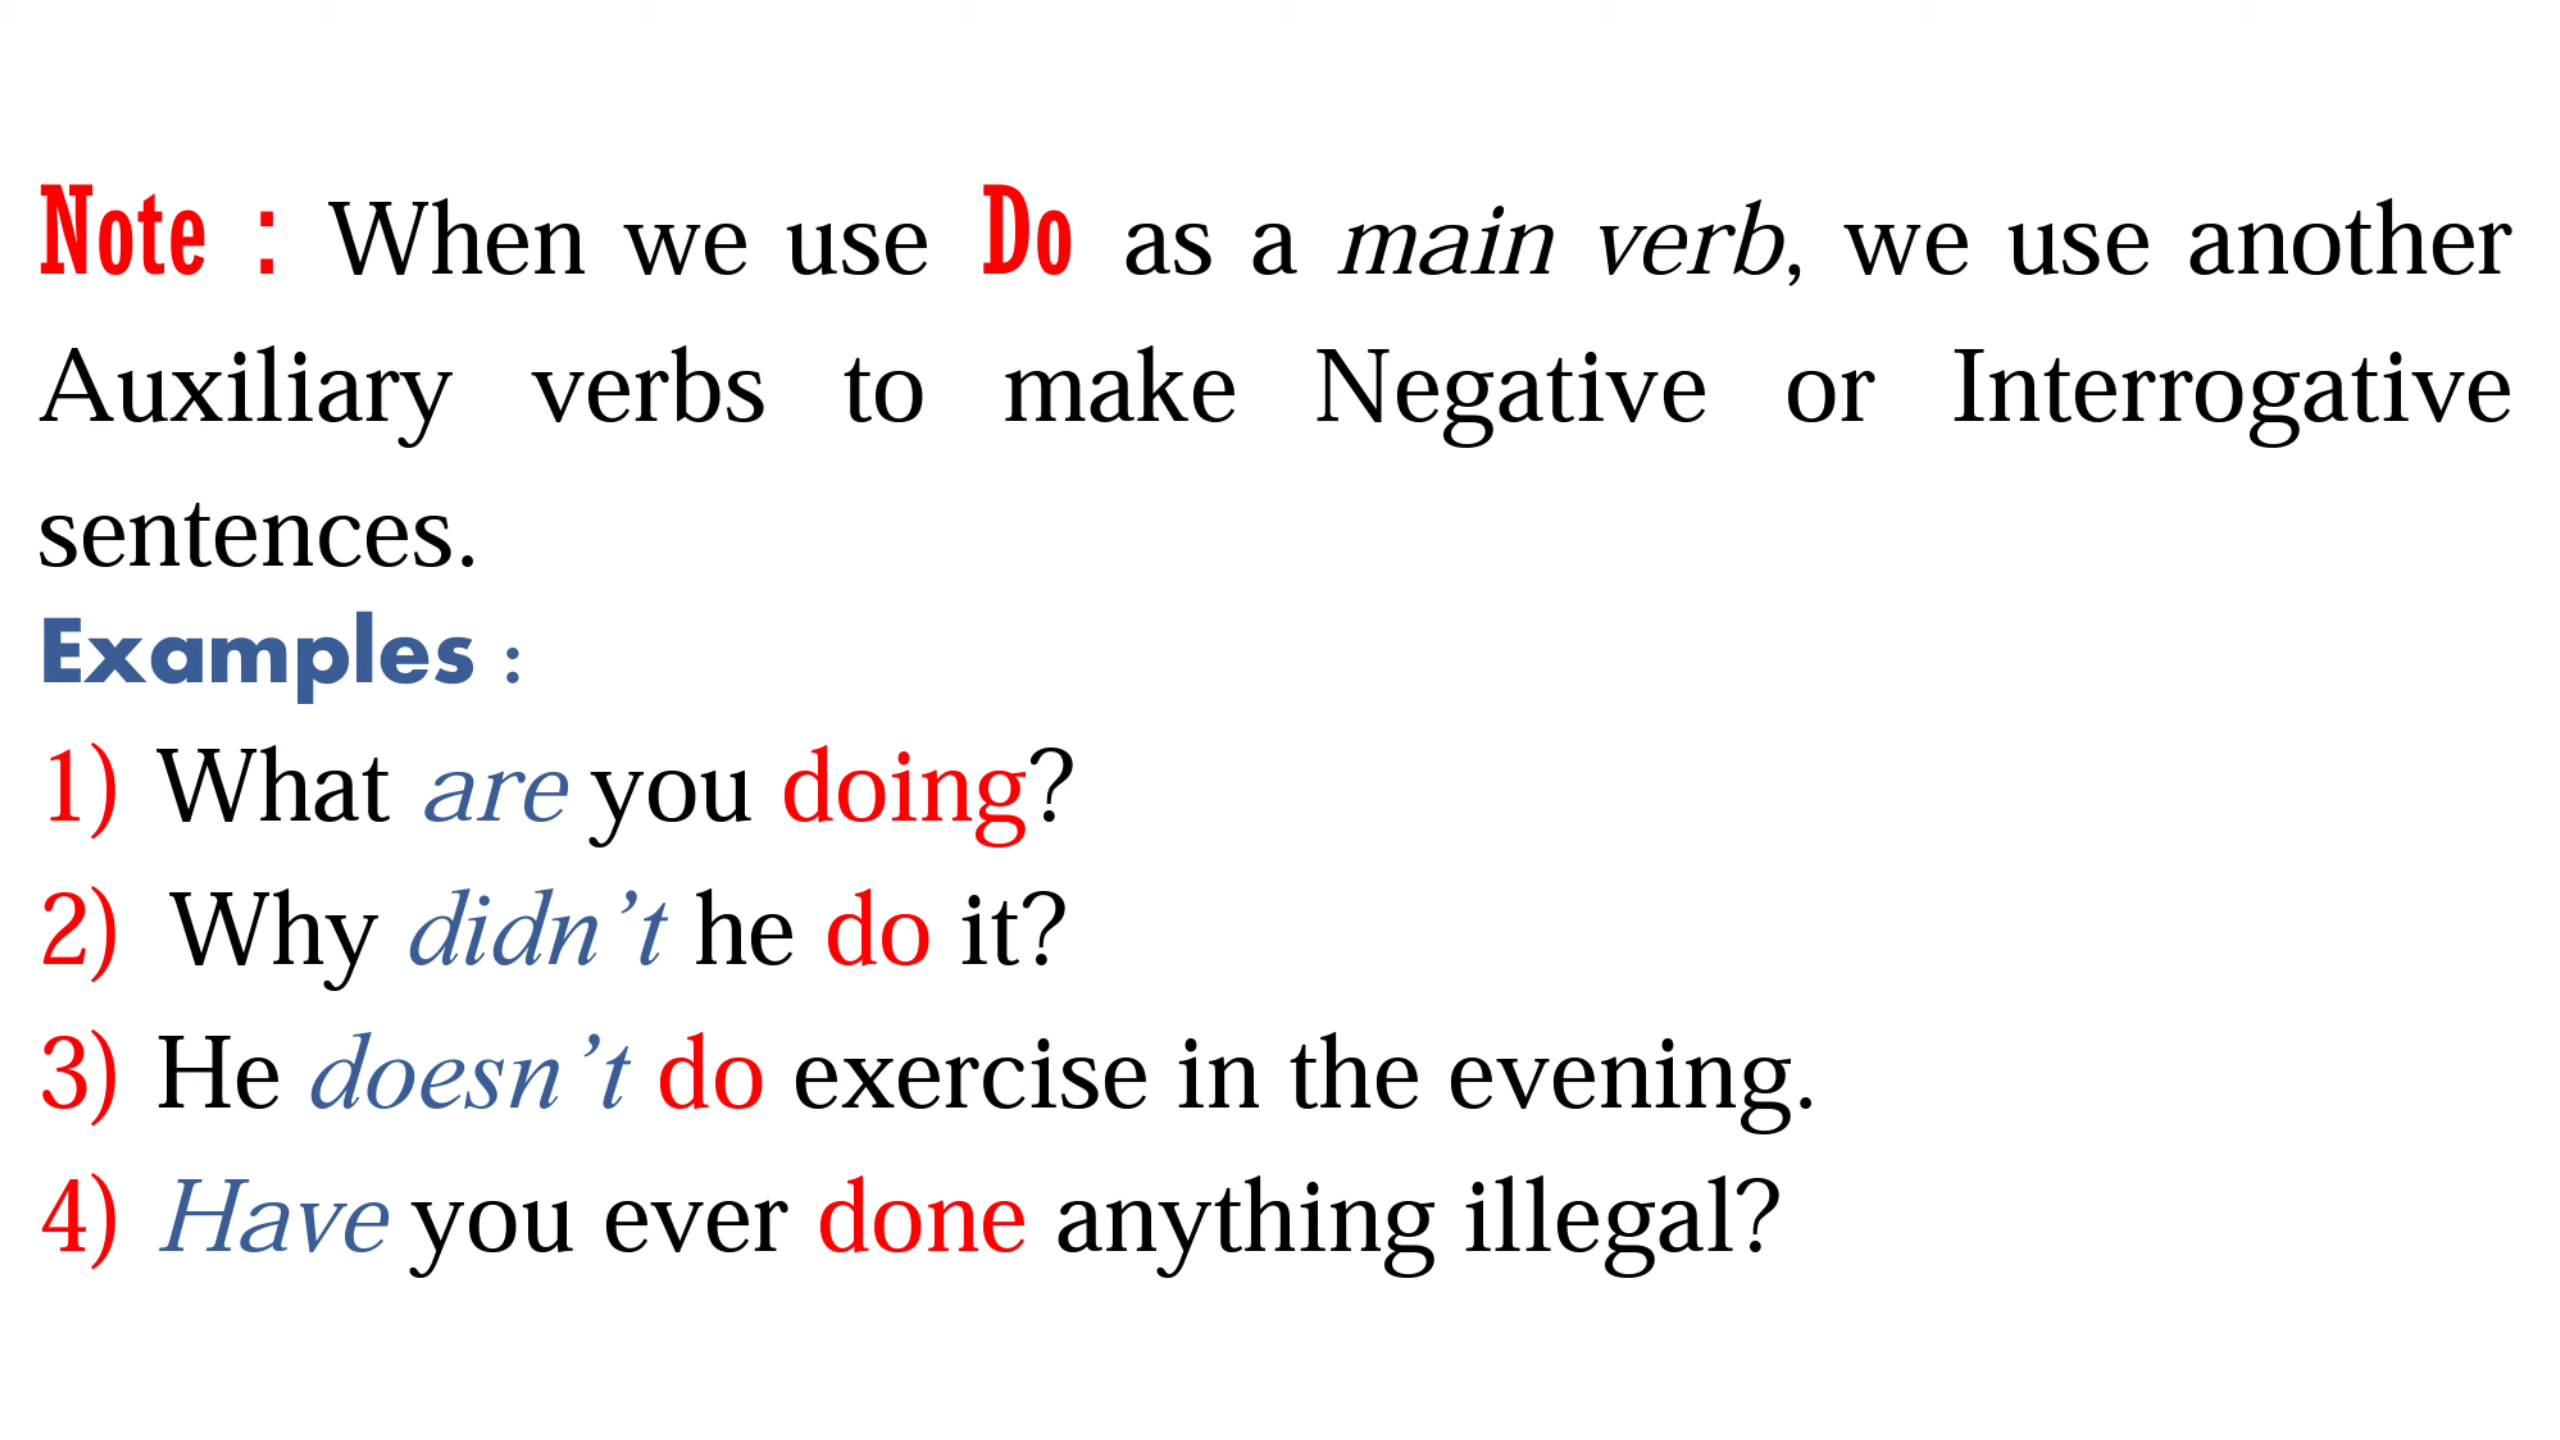 Note : When we use Do as a main verb, we use another
Auxiliary verbs to make Negative or Interrogative
sentences.
Examples :
1) What are you doing?
2) Why didn’t he do it?
3) He doesn’t do exercise in the evening.
4) Have you ever done anything illegal?